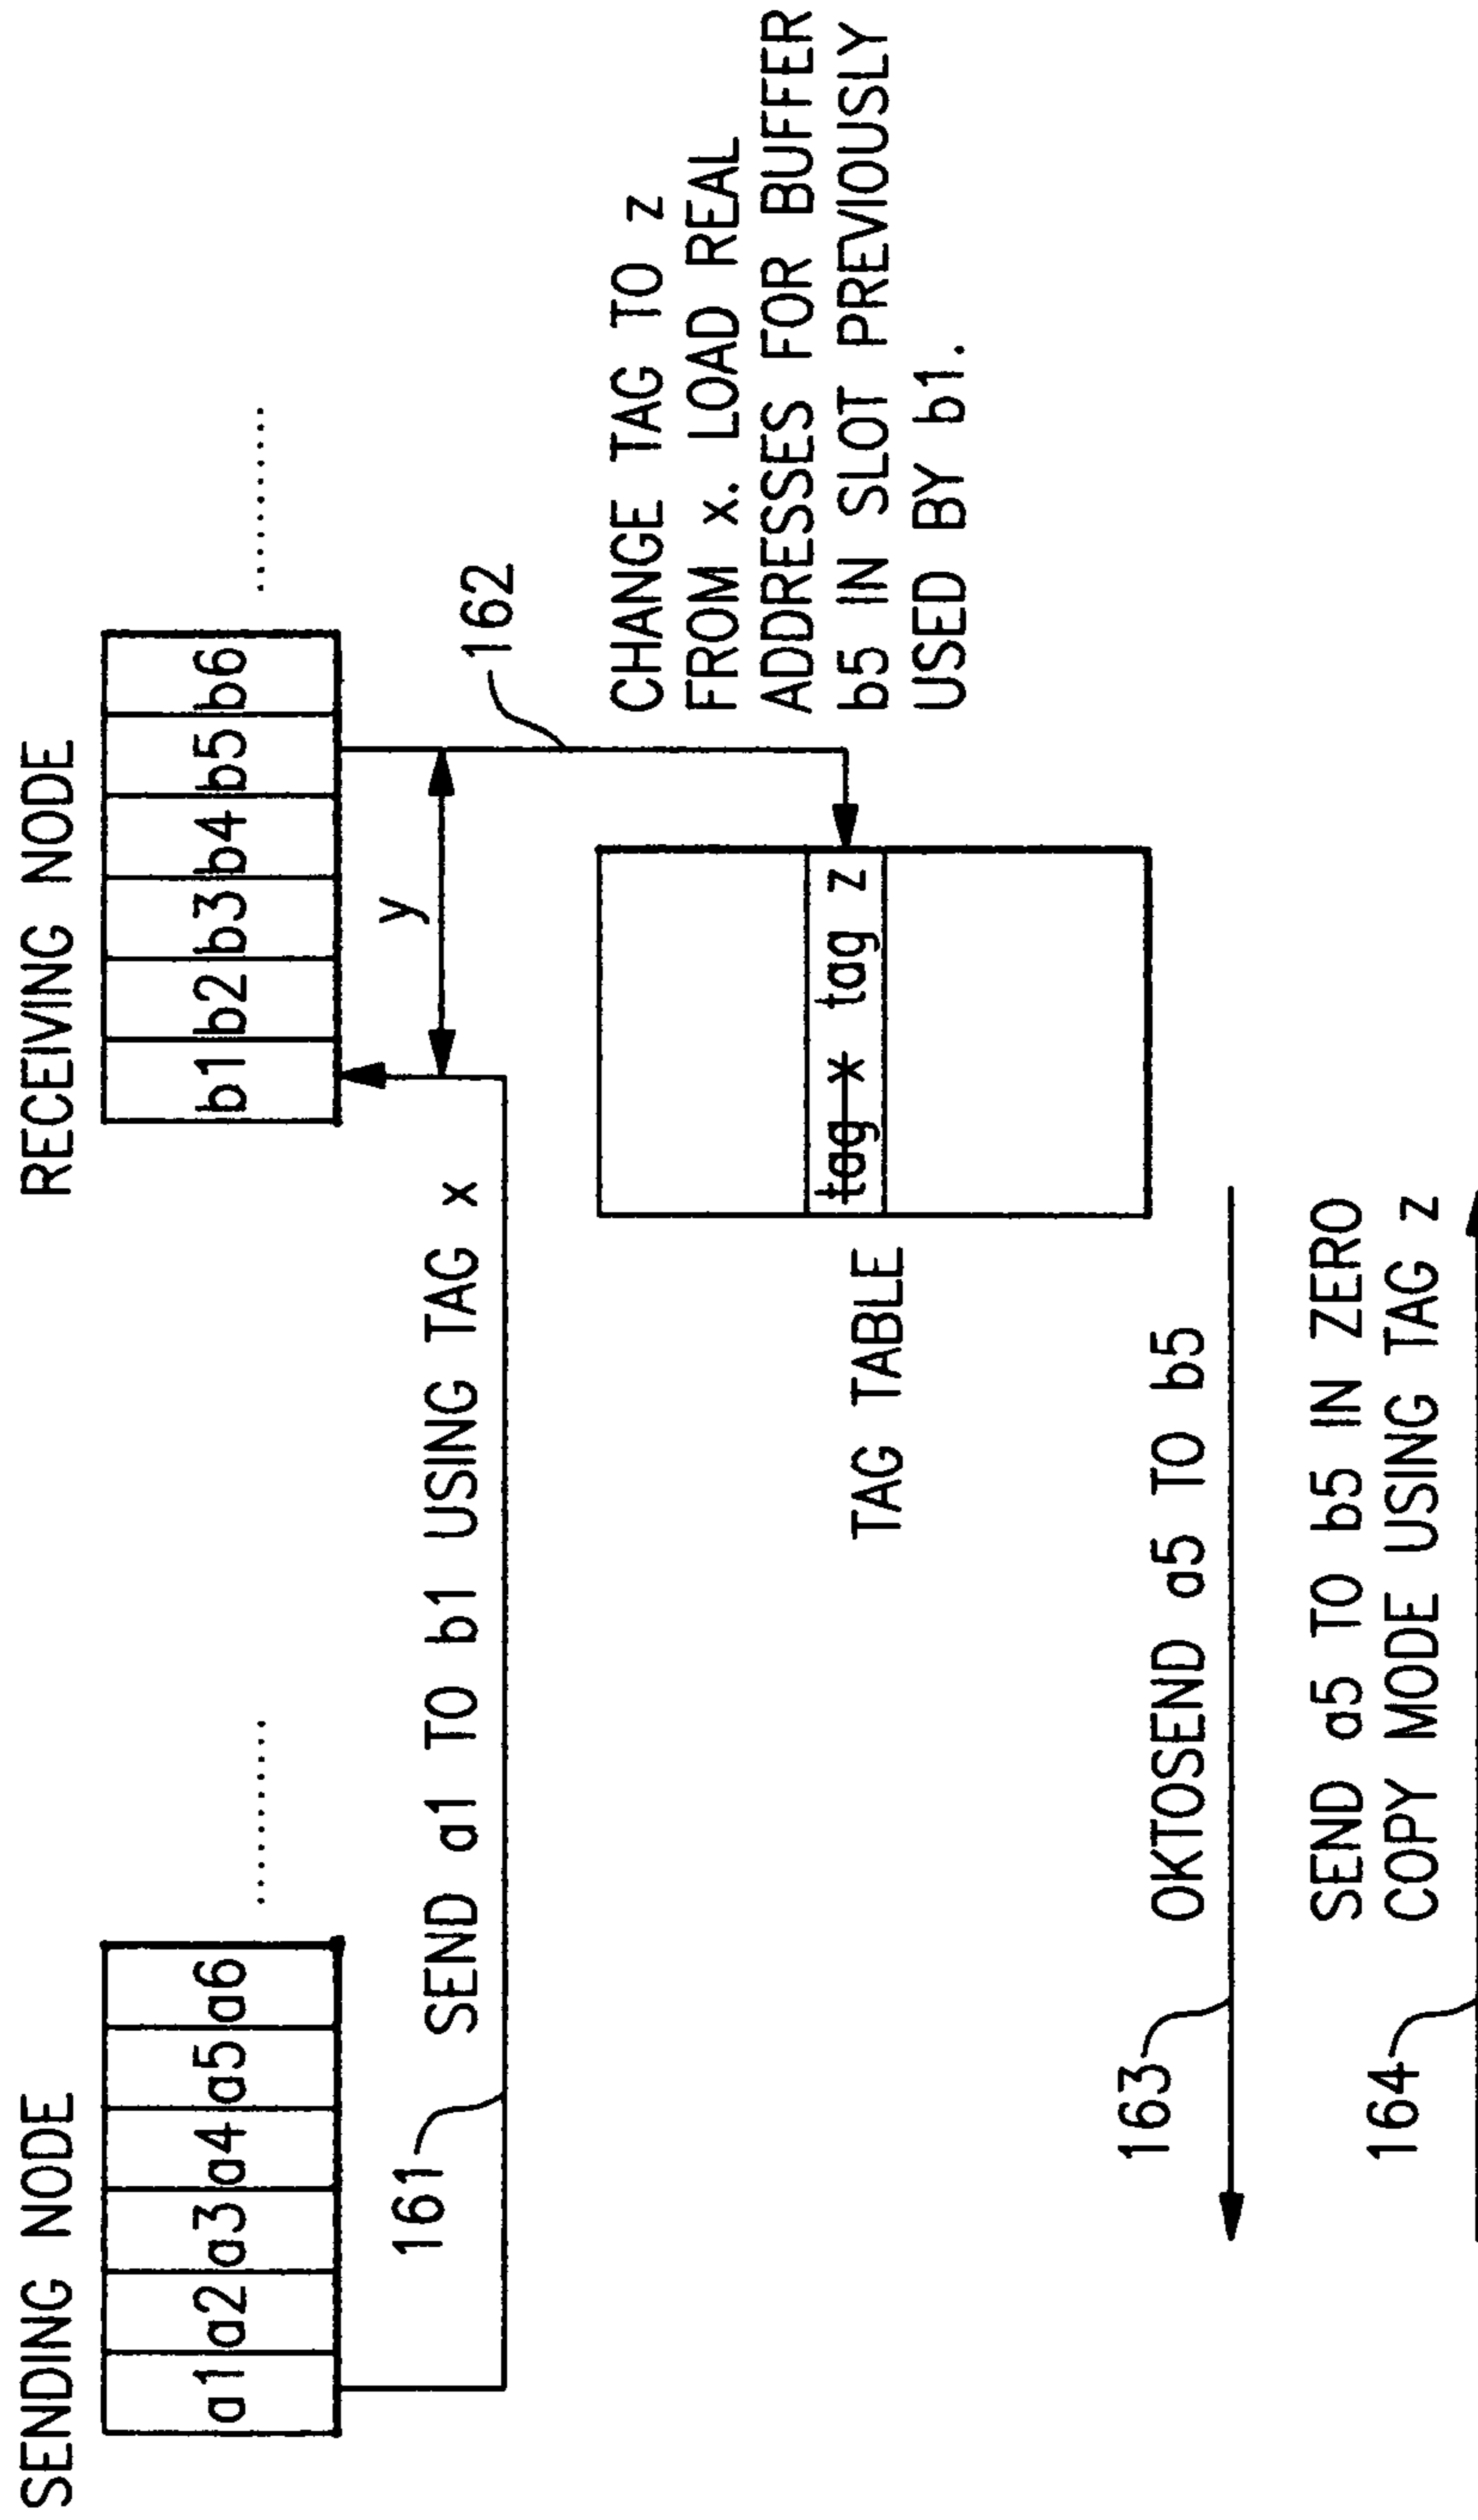 SENDING NODE
RECEIVING NODE
a1 a2 a3 a4 a5 a6 ..........
b1 b2 b3 b4 b5 b6 ..........
y
161
SEND a1 TO b1 USING TAG x
162
CHANGE TAG TO z
FROM x. LOAD REAL
ADDRESSES FOR BUFFER
b5 IN SLOT PREVIOUSLY
USED BY b1.
TAG TABLE
tag x tag z
163
OKTOSEND a5 TO b5
164
SEND a5 TO b5 IN ZERO
COPY MODE USING TAG z